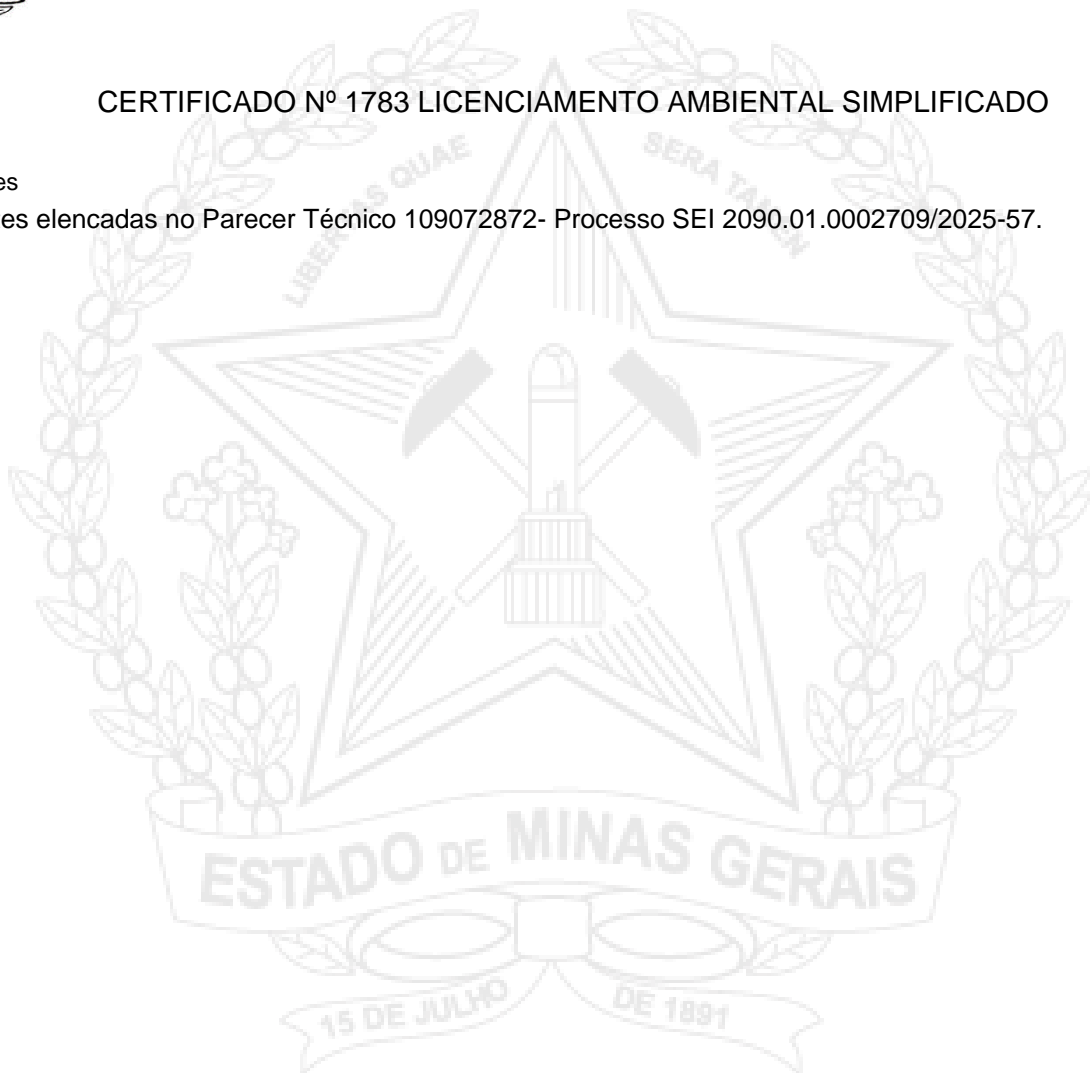 CERTIFICADO Nº 1783 LICENCIAMENTO AMBIENTAL SIMPLIFICADO
es
es elencadas no Parecer Técnico 109072872- Processo SEI 2090.01.0002709/2025-57.
LIBERTAS QUAE SERA TAMEN
ESTADO DE MINAS GERAIS
15 DE JULHO DE 1891